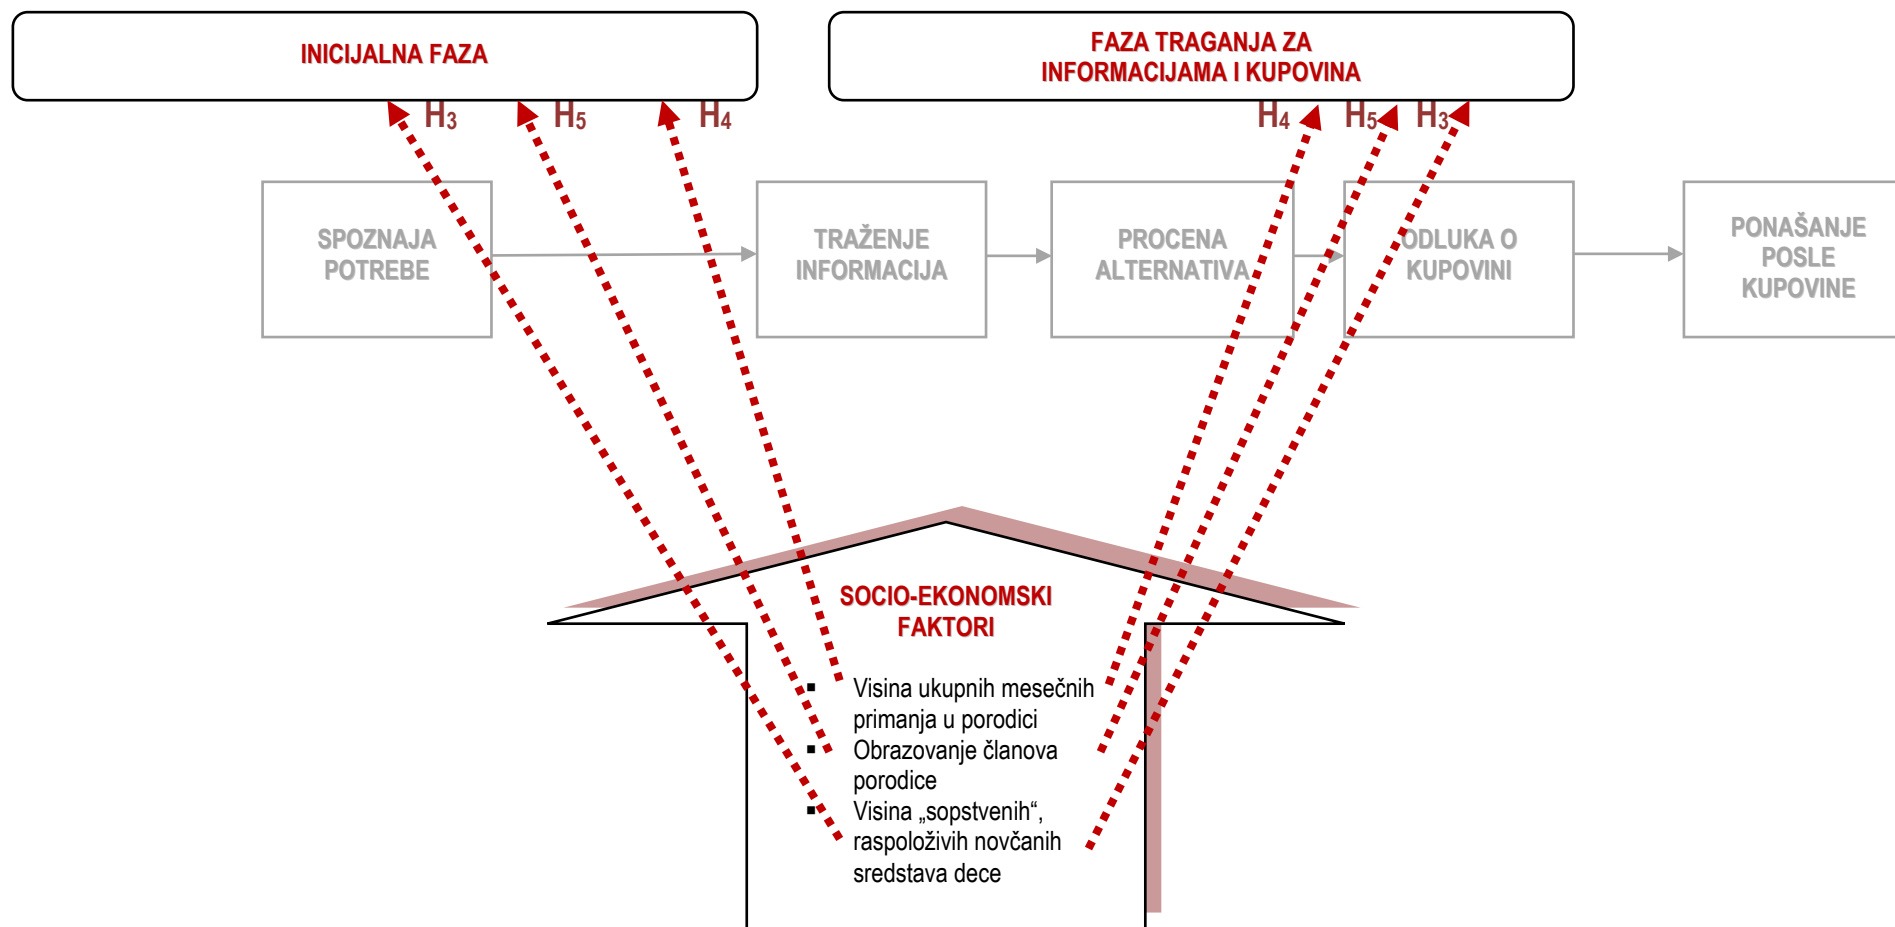 INICIJALNA FAZA
FAZA TRAGANJA ZA
INFORMACIJAMA I KUPOVINA
H3
H5
H4
H4
H5
H3
SPOZNAJA
POTREBE
TRAŽENJE
INFORMACIJA
PROCENA
ALTERNATIVA
ODLUKA O
KUPOVINI
PONAŠANJE
POSLE
KUPOVINE
SOCIO-EKONOMSKI
FAKTORI
▪ Visina ukupnih mesečnih
primanja u porodici
▪ Obrazovanje članova
porodice
▪ Visina „sopstvenih“,
raspoloživih novčanih
sredstava dece